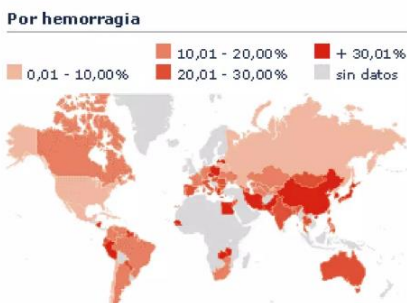 Por hemorragia
10,01 - 20,00% + 30,01%
0,01 - 10,00% 20,01 - 30,00% sin datos